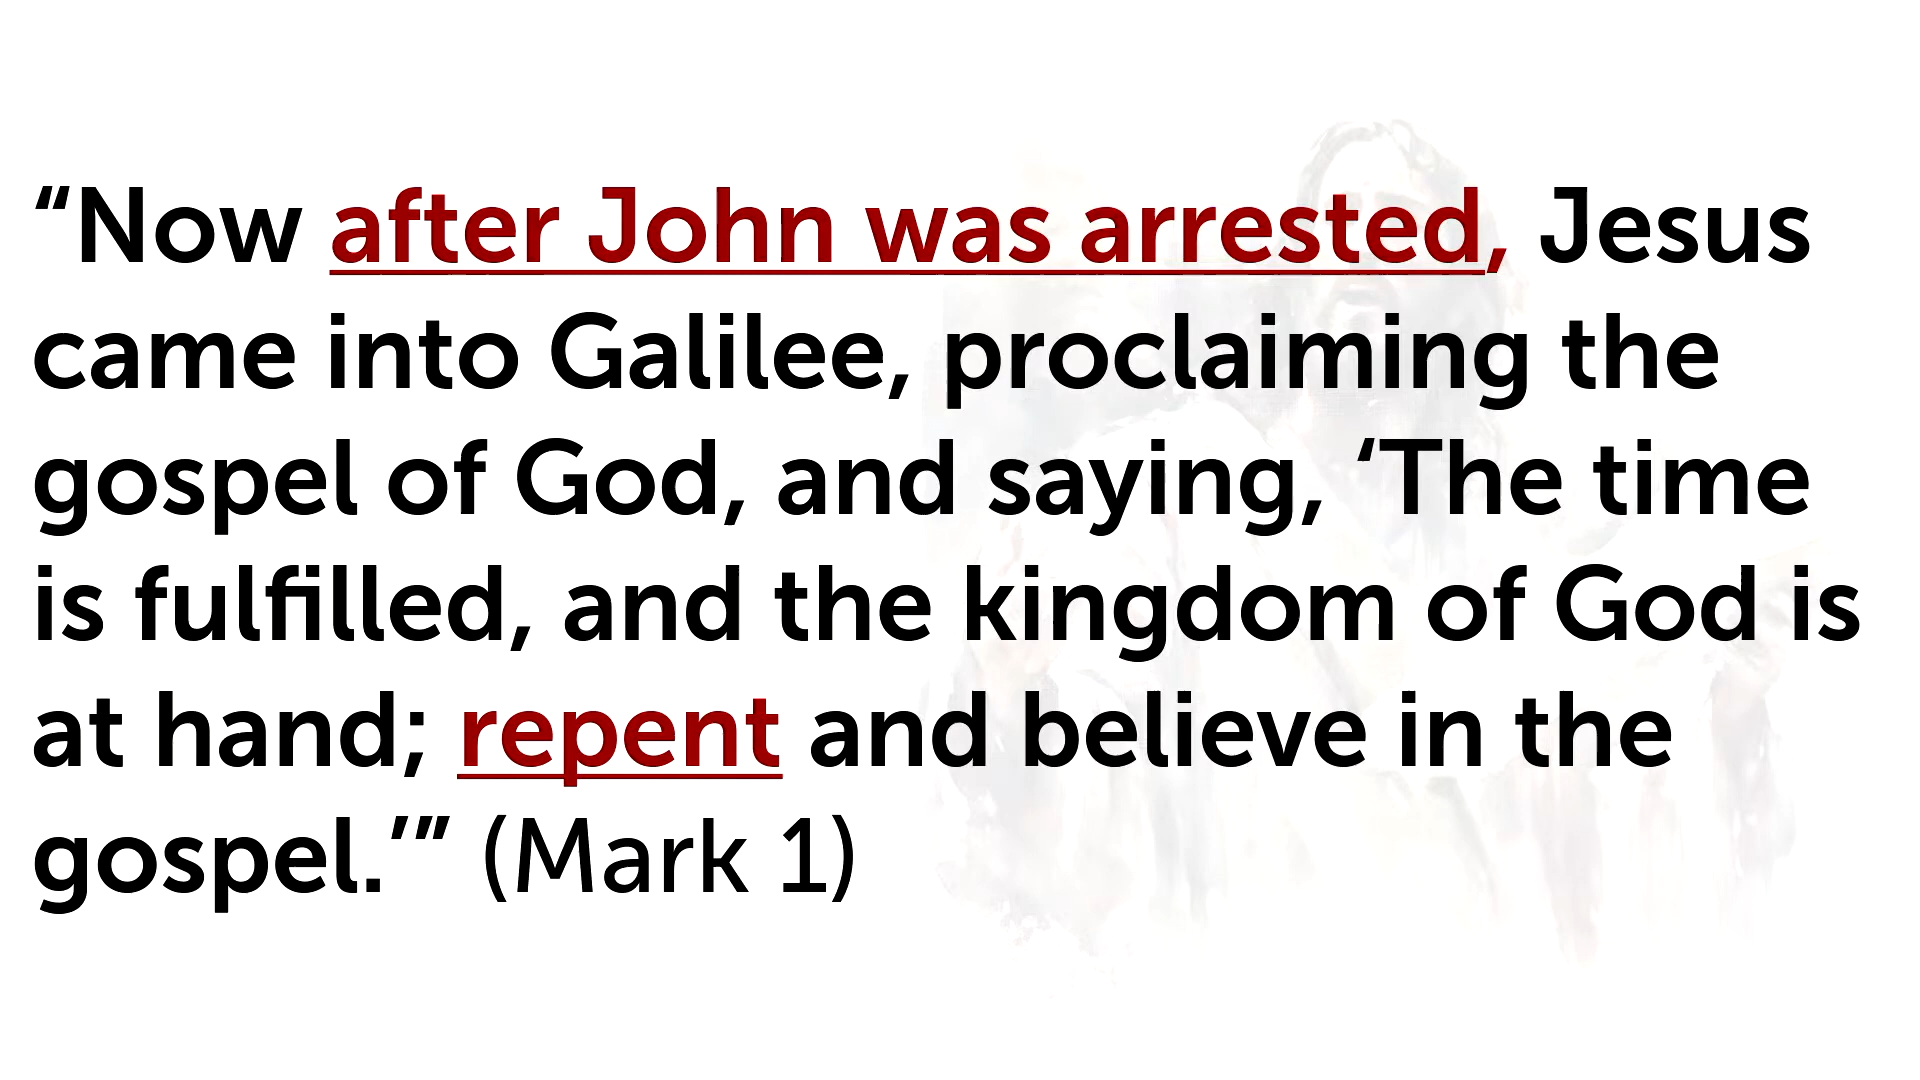 “Now after John was arrested, Jesus
came into Galilee, proclaiming the
gospel of God, and saying, ‘The time
is fulfilled, and the kingdom of God is
at hand; repent and believe in the
gospel.’” (Mark 1)